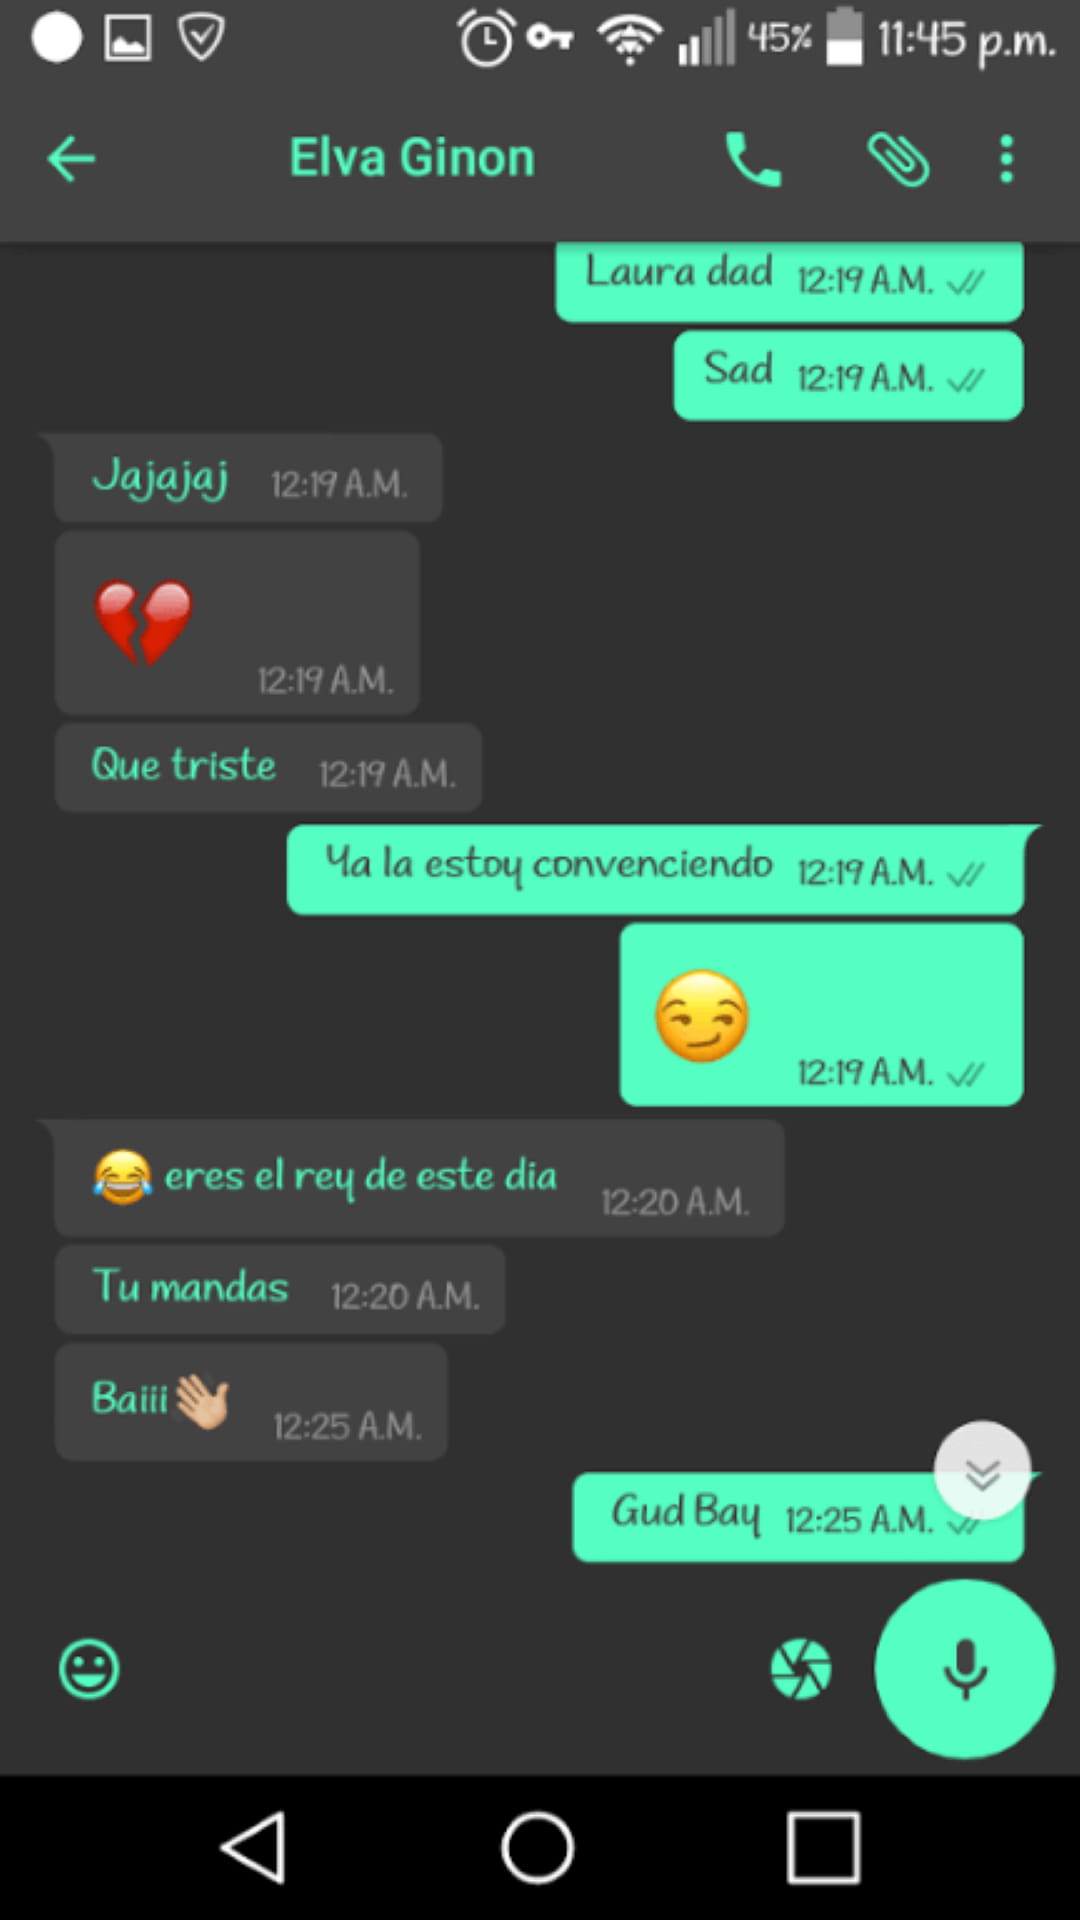 45% 11:45 p.m.
Elva Ginon
Laura dad 12:19 A.M.
Sad 12:19 A.M.
Jajajaj 12:19 A.M.
💔
12:19 A.M.
Que triste 12:19 A.M.
Ya la estoy convenciendo 12:19 A.M.
😏
12:19 A.M.
😂 eres el rey de este dia 12:20 A.M.
Tu mandas 12:20 A.M.
Baiii👋🏼 12:25 A.M.
Gud Bay 12:25 A.M.